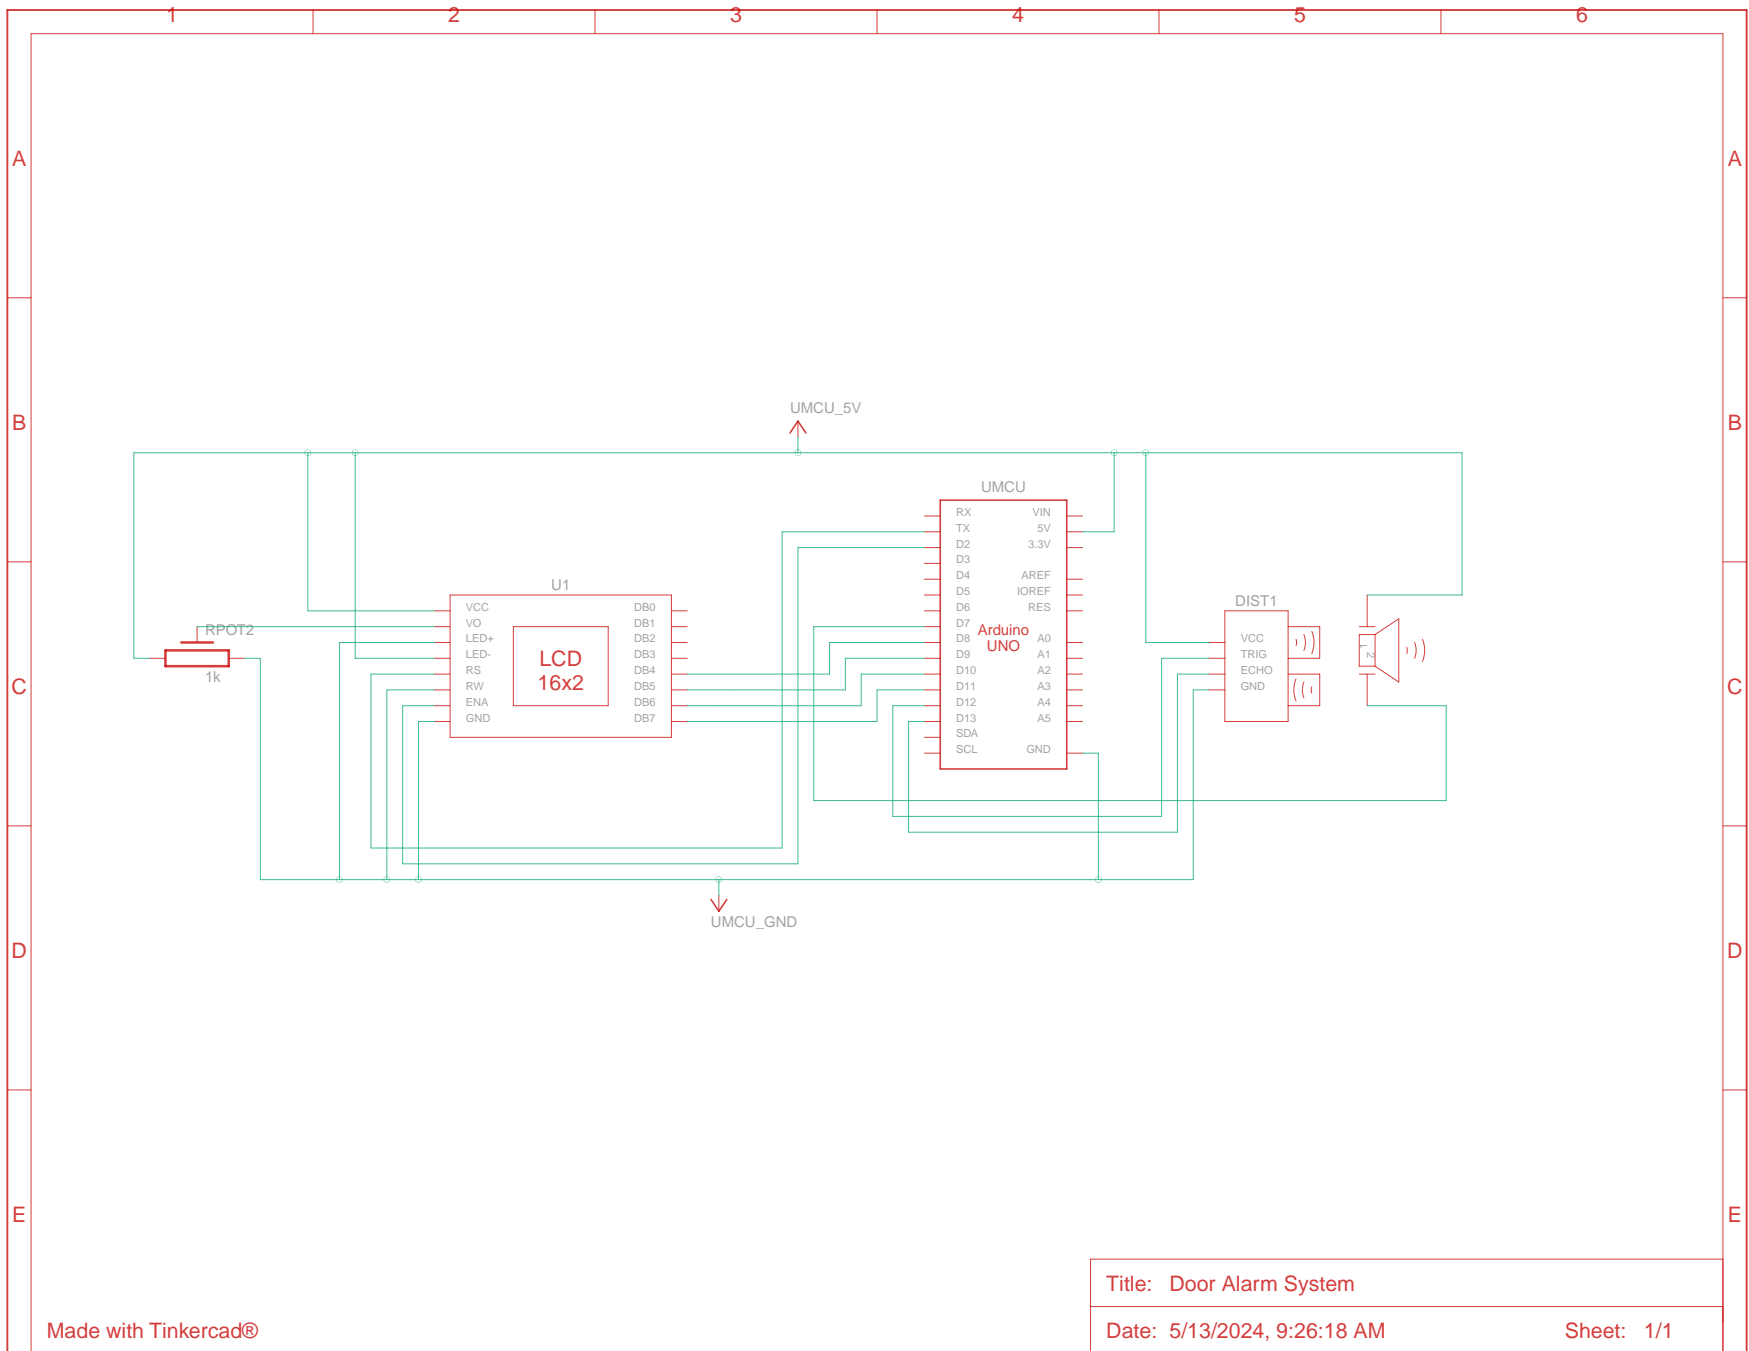 1 2 3 4 5 6
A A
UMCU_5V
B B
UMCU
RX VIN
TX 5V
D2 3.3V
D3
D4 AREF
D5 IOREF
D6 RES
D7
D8 A0
D9 A1
D10 A2
D11 A3
D12 A4
D13 A5
SDA
SCL GND
Arduino
UNO
U1
VCC DB0
VO DB1
LED+ DB2
LED- DB3
RS DB4
RW DB5
ENA DB6
GND DB7
LCD
16x2
RPOT2
1k
DIST1
VCC
TRIG
ECHO
GND
1 2
C C
UMCU_GND
D D
E E
Title: Door Alarm System
Made with Tinkercad®
Date: 5/13/2024, 9:26:18 AM Sheet: 1/1